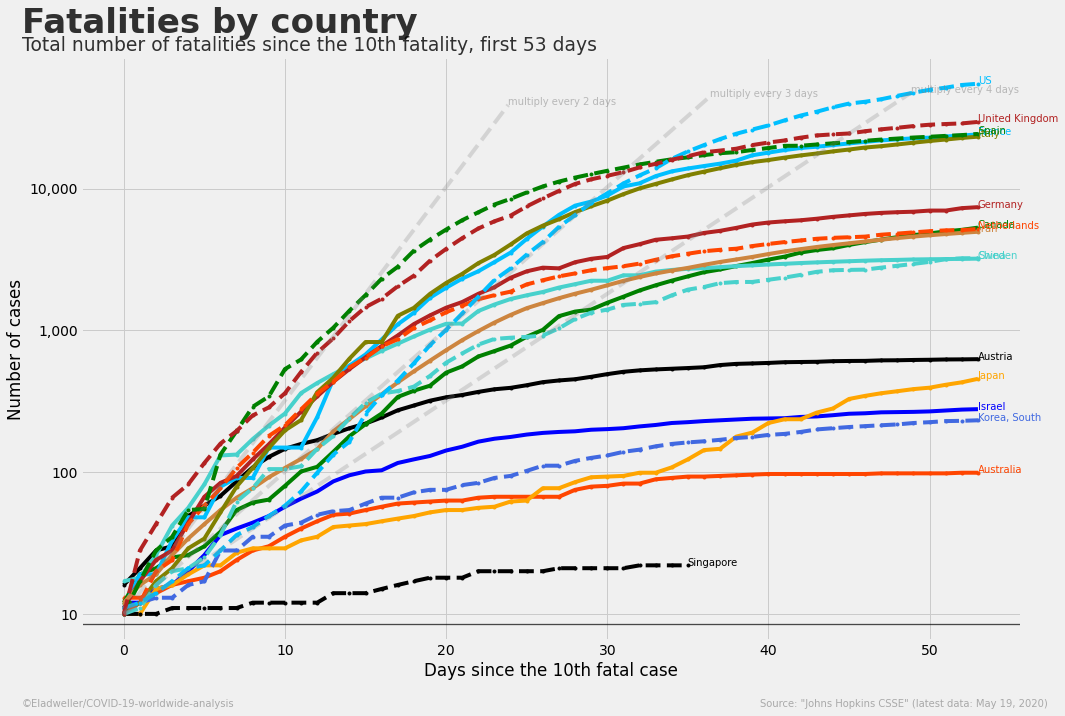 Fatalities by country
Total number of fatalities since the 10th fatality, first 53 days
multiply every 2 days
multiply every 3 days
multiply every 4 days
US
United Kingdom
Spain
Italy
10,000
Germany
Canada
Netherlands
Iran
Sweden
1,000
Austria
Japan
Israel
Korea, South
100
Australia
Singapore
10
Number of cases
0
10
20
30
40
50
Days since the 10th fatal case
©Eladweller/COVID-19-worldwide-analysis
Source: "Johns Hopkins CSSE" (latest data: May 19, 2020)